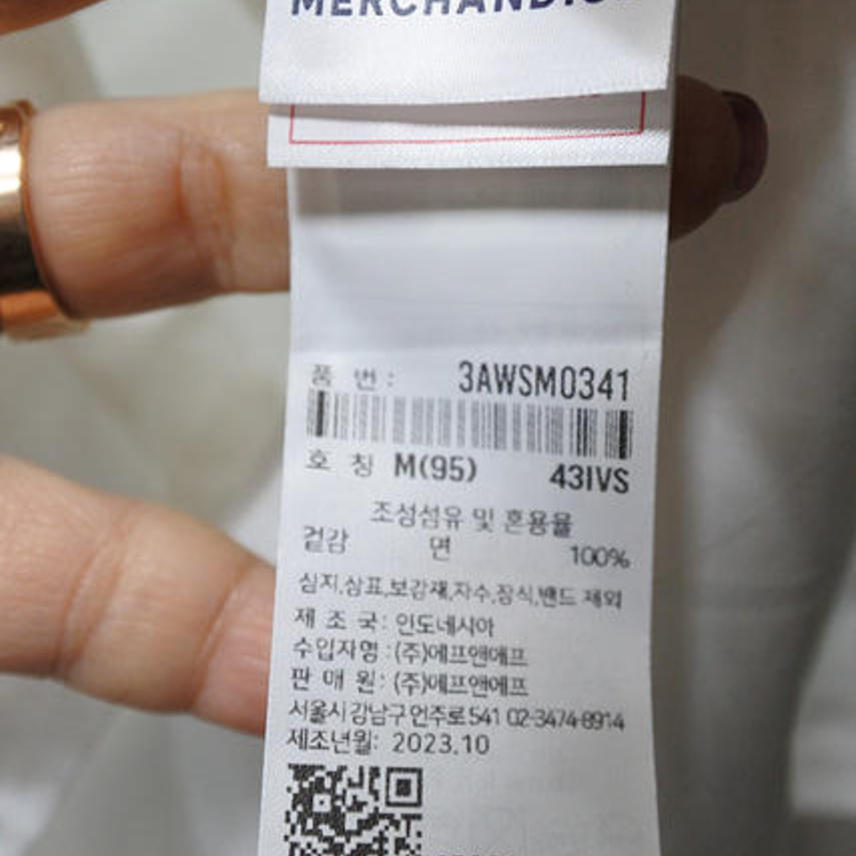 품 번: 3AWSM0341
호 칭 M(95) 43IVS
조성섬유 및 혼용율
겉감 면 100%
심지,상표,보강재,자수,장식,밴드 제외
제 조 국: 인도네시아
수입자명:(주)에프앤에프
판 매 원: (주)에프앤에프
서울시 강남구 언주로 541 02-3474-8914
제조년월: 2023.10